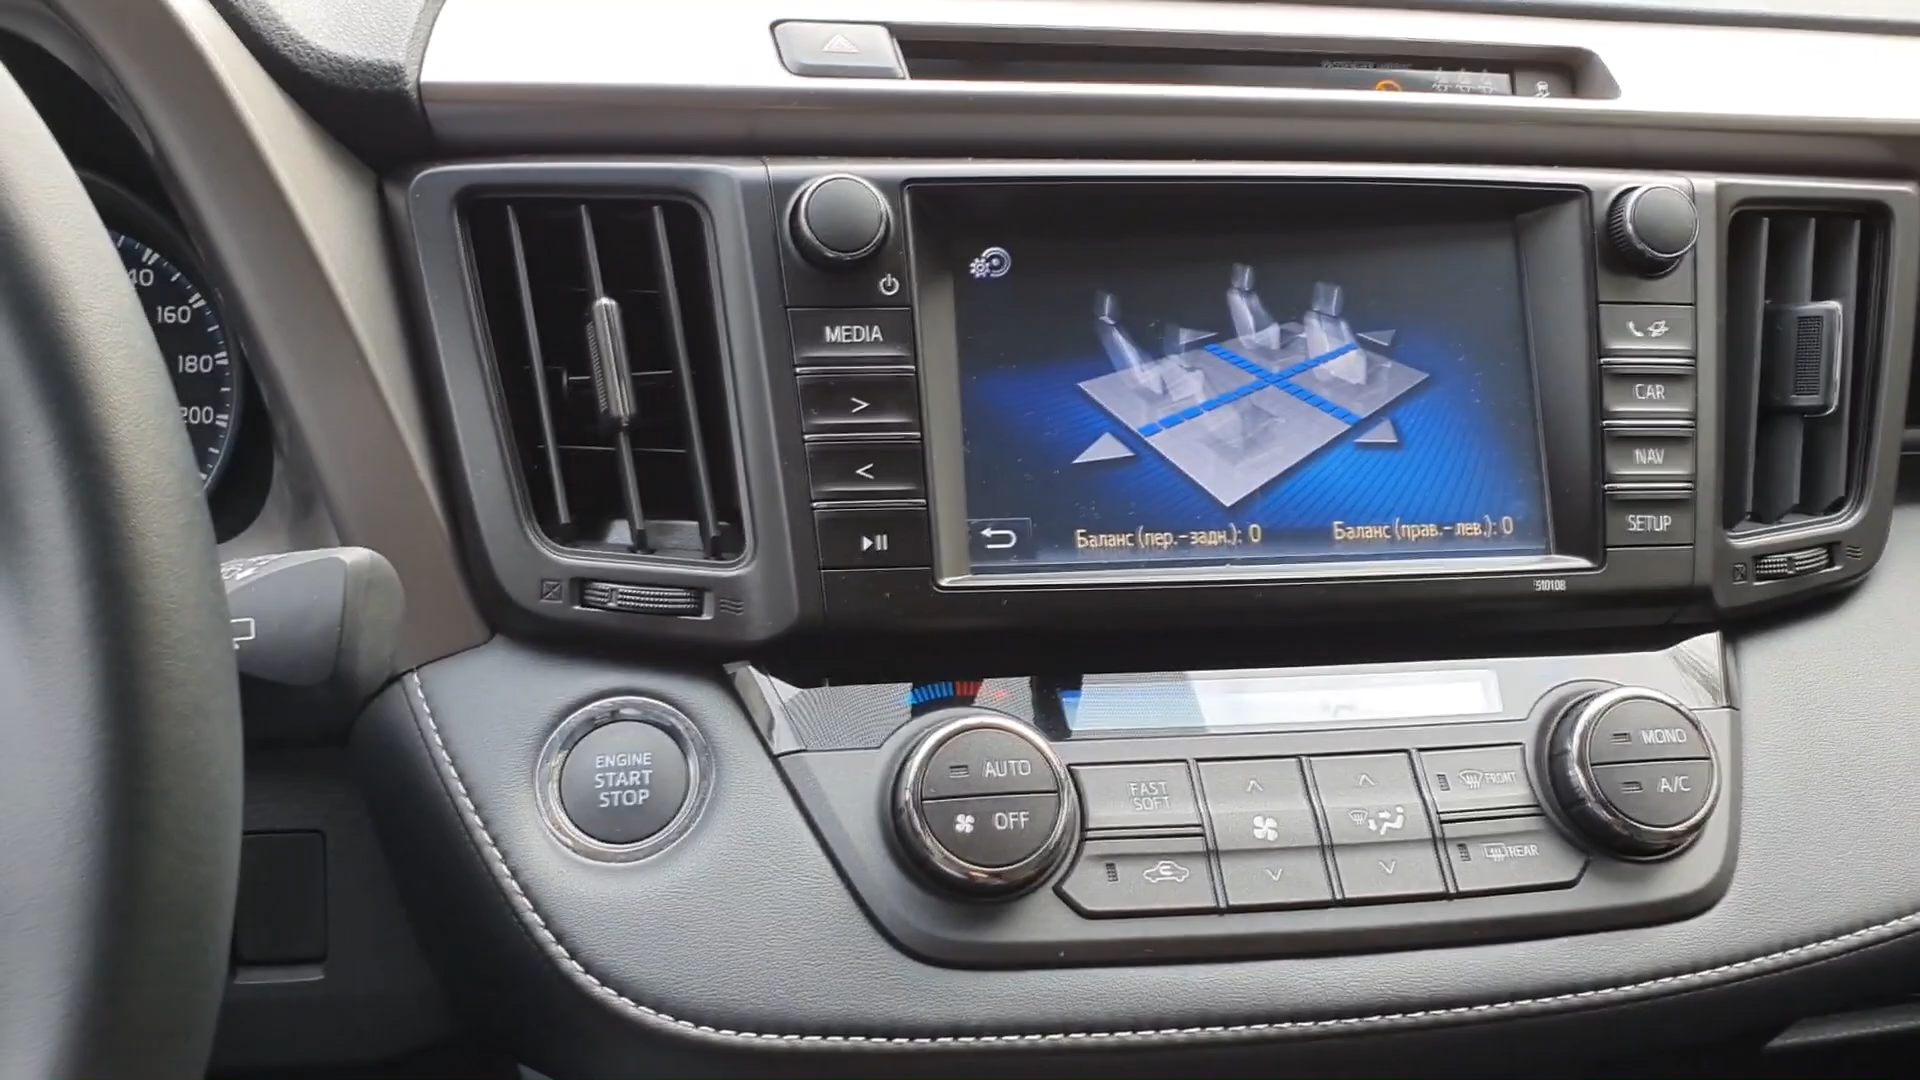 40
160
180
200
MEDIA
>
<
CAR
NAV
SETUP
Баланс (пер.-задн.): 0
Баланс (прав.-лев.): 0
510108
ENGINE
START
STOP
AUTO
OFF
FAST
SOFT
FRONT
REAR
MONO
A/C